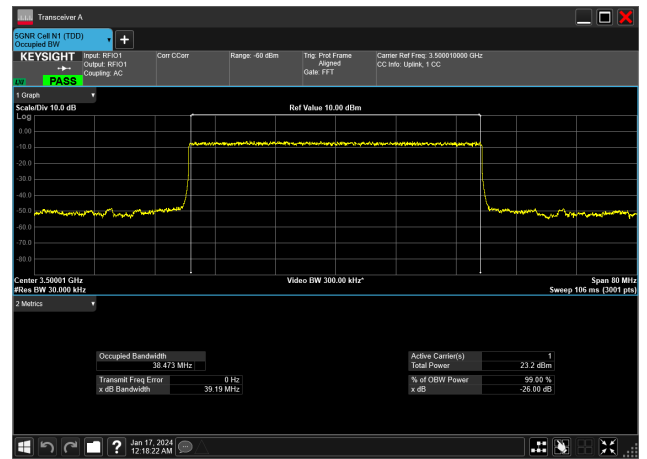 Transceiver A
5GNR Cell N1 (TDD)
Occupied BW
KEYSIGHT
LW
PASS
Input: RFIO1
Output: RFIO1
Coupling: AC
Corr CCorr
Range: -60 dBm
Trig: Prot Frame
Aligned
Gate: FFT
Carrier Ref Freq: 3.500010000 GHz
CC Info: Uplink, 1 CC
1 Graph
Scale/Div 10.0 dB
Ref Value 10.00 dBm
Log
0.00
-10.0
-20.0
-30.0
-40.0
-50.0
-60.0
-70.0
-80.0
Center 3.50001 GHz
Video BW 300.00 kHz*
Span 80 MHz
#Res BW 30.000 kHz
Sweep 106 ms (3001 pts)
2 Metrics
Occupied Bandwidth
38.473 MHz
Active Carrier(s) 1
Total Power 23.2 dBm
Transmit Freq Error 0 Hz
x dB Bandwidth 39.19 MHz
% of OBW Power 99.00 %
x dB -26.00 dB
Jan 17, 2024
12:18:22 AM